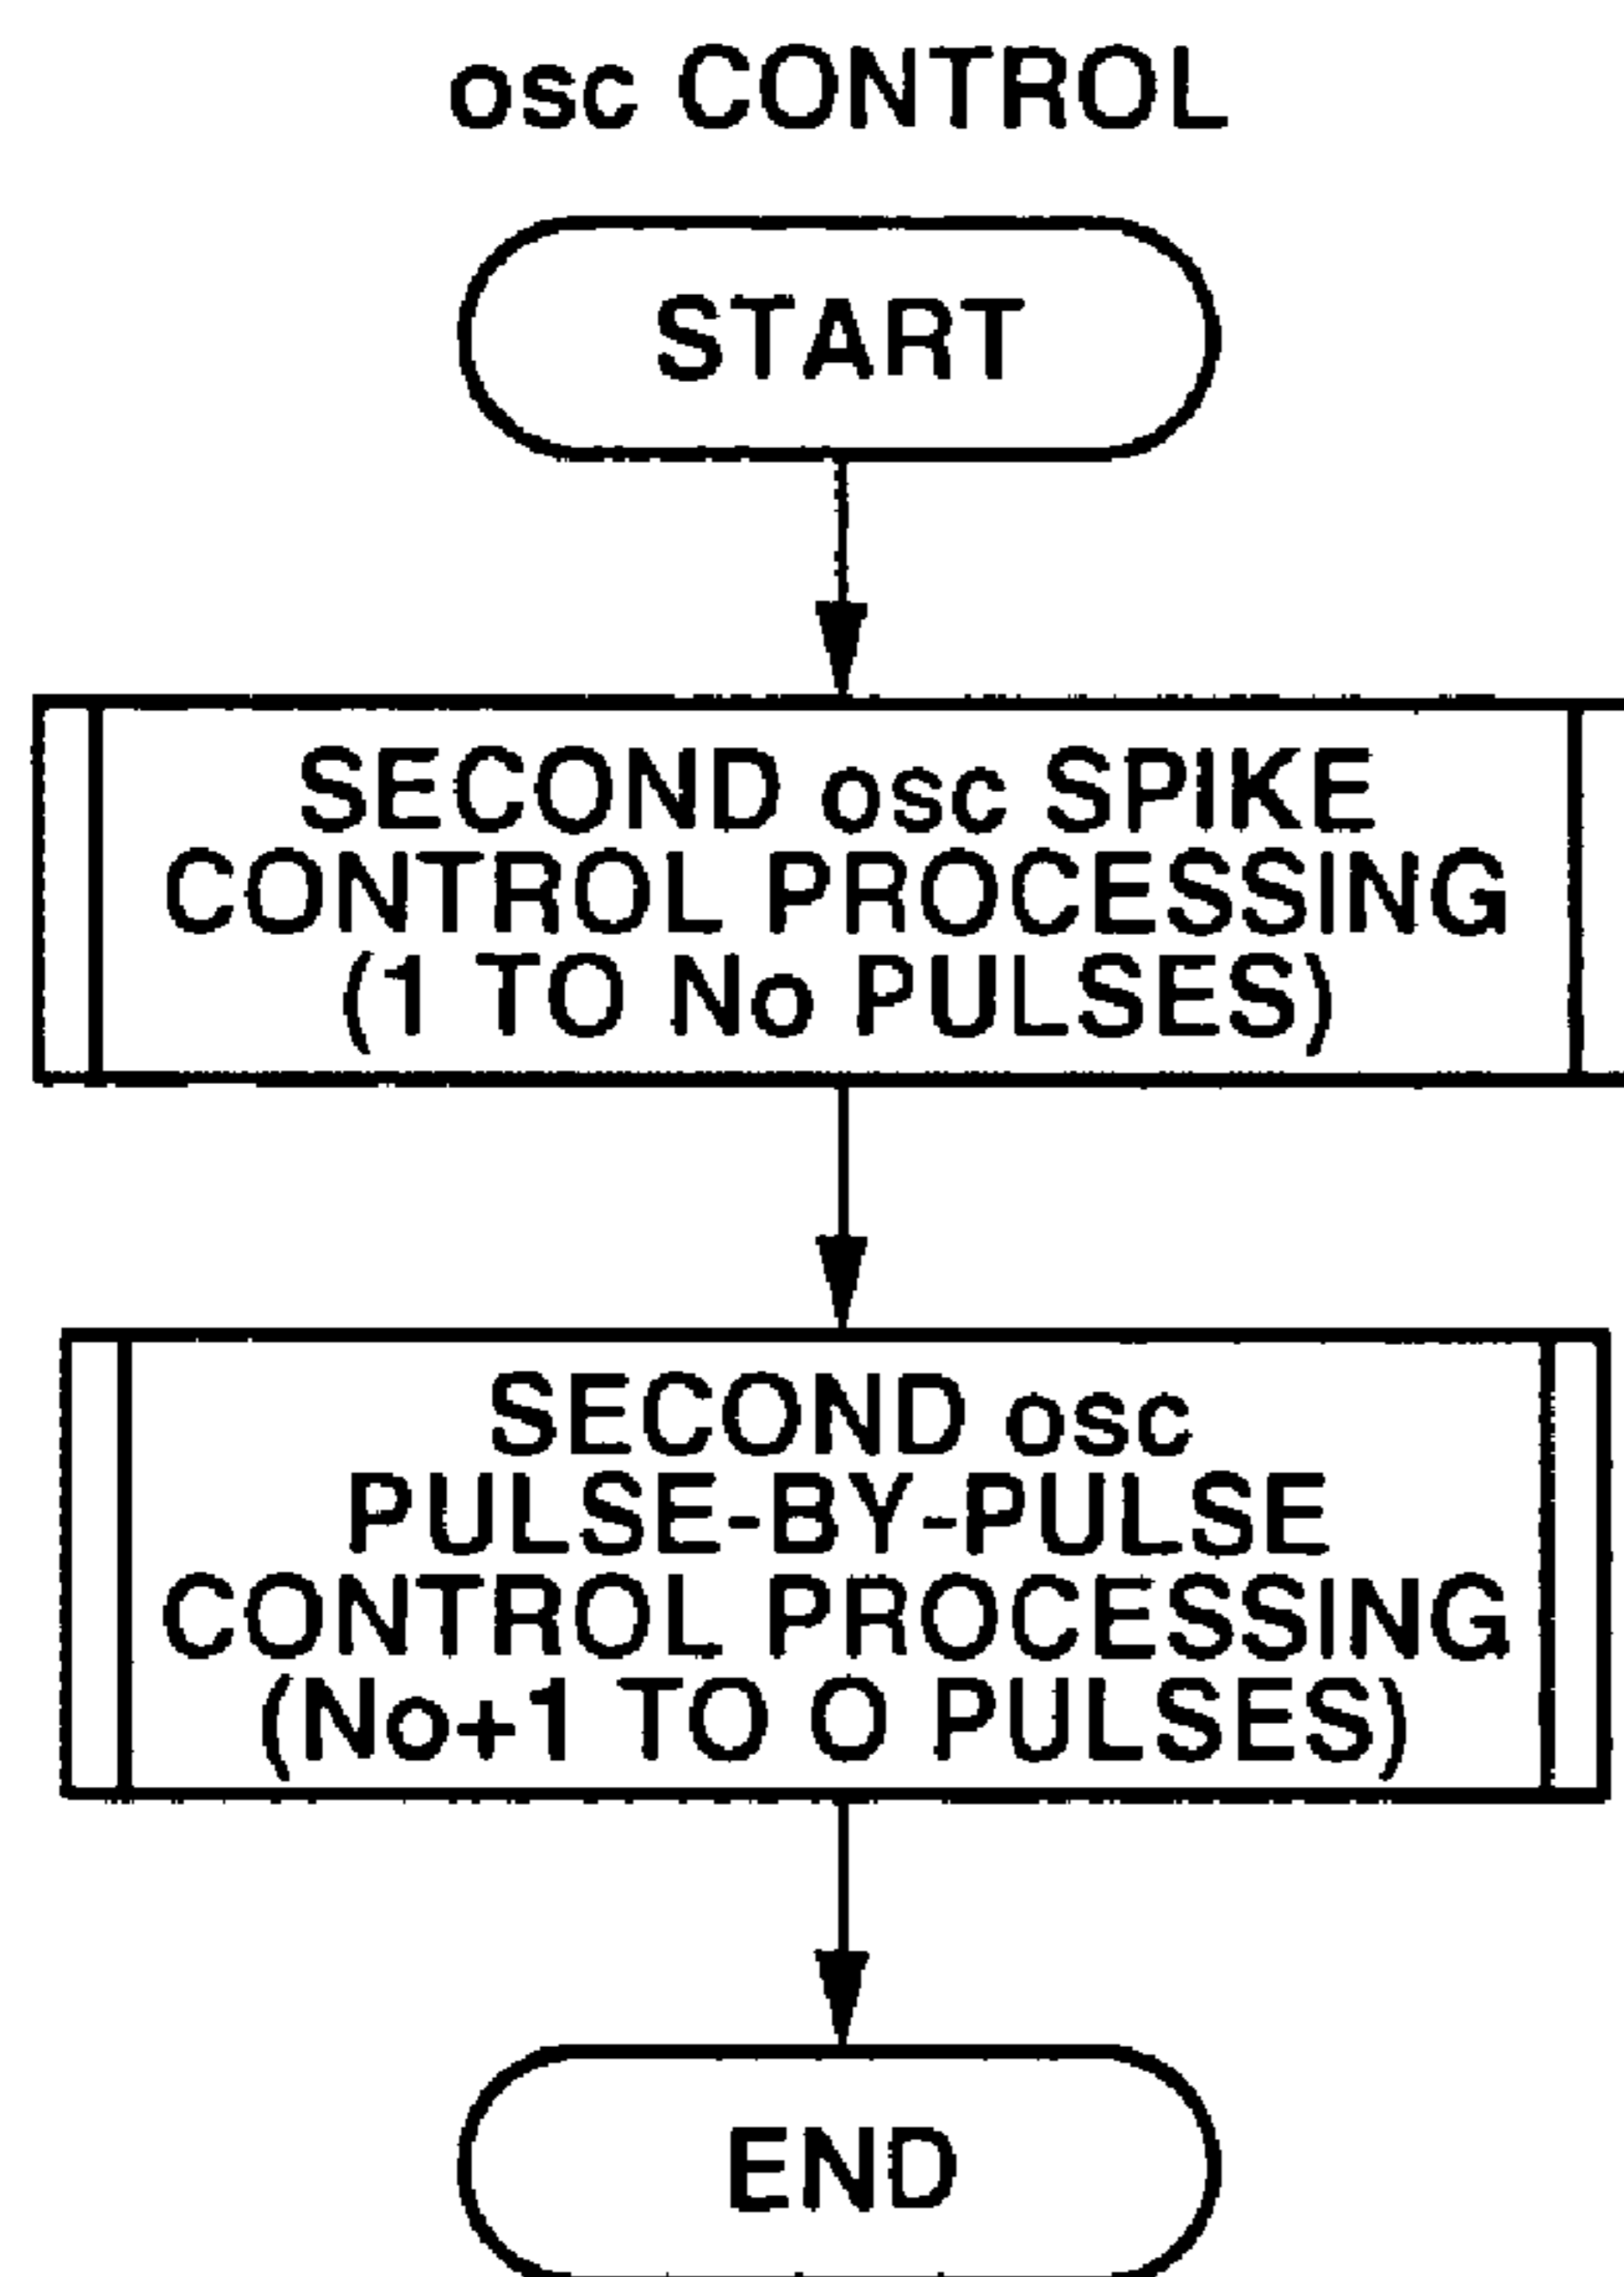 osc CONTROL
START
SECOND osc SPIKE
CONTROL PROCESSING
(1 TO No PULSES)
SECOND osc
PULSE-BY-PULSE
CONTROL PROCESSING
(No+1 TO O PULSES)
END